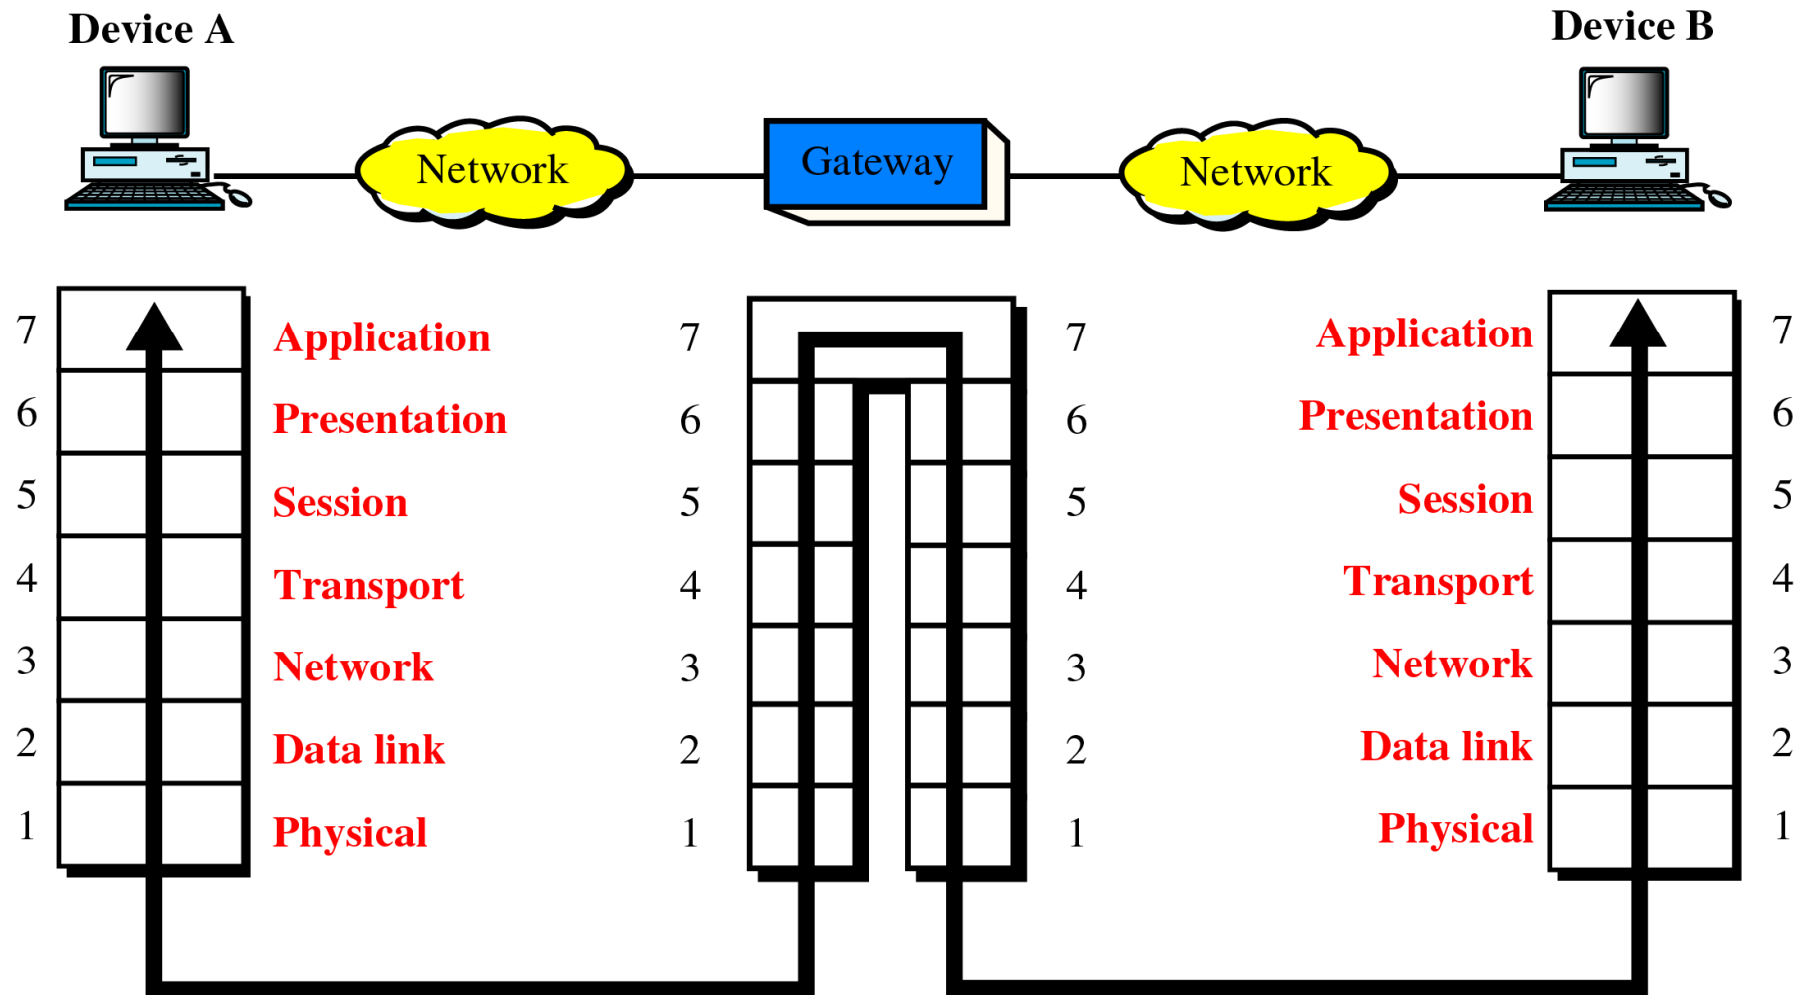 Device A
Device B
Network
Gateway
Network
7 Application 7 7 Application 7
6 Presentation 6 6 Presentation 6
5 Session 5 5 Session 5
4 Transport 4 4 Transport 4
3 Network 3 3 Network 3
2 Data link 2 2 Data link 2
1 Physical 1 1 Physical 1